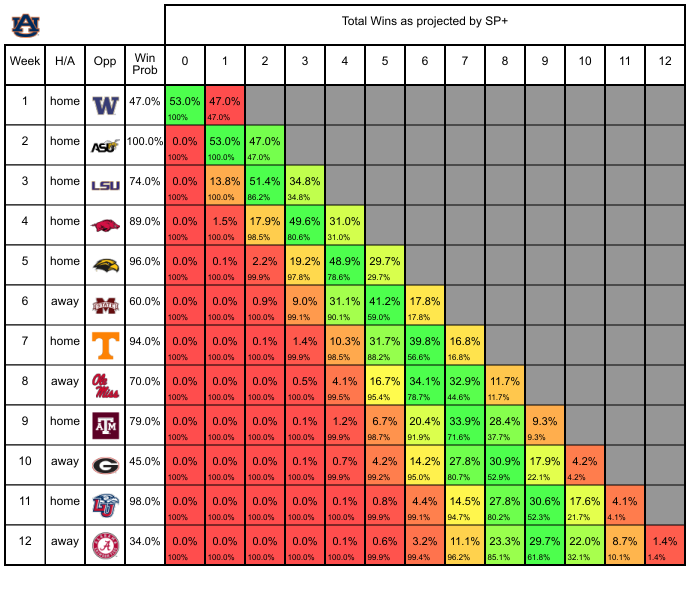 Total Wins as projected by SP+
Week H/A Opp Win Prob 0 1 2 3 4 5 6 7 8 9 10 11 12
1 home W 47.0% 53.0% 47.0%
100% 47.0%
2 home ASU 100.0% 0.0% 53.0% 47.0%
100% 100.0% 47.0%
3 home LSU 74.0% 0.0% 13.8% 51.4% 34.8%
100% 100.0% 86.2% 34.8%
4 home 89.0% 0.0% 1.5% 17.9% 49.6% 31.0%
100% 100.0% 98.5% 80.6% 31.0%
5 home 96.0% 0.0% 0.1% 2.2% 19.2% 48.9% 29.7%
100% 100.0% 99.9% 97.8% 78.6% 29.7%
6 away STATE 60.0% 0.0% 0.0% 0.9% 9.0% 31.1% 41.2% 17.8%
100% 100.0% 100.0% 99.1% 90.1% 59.0% 17.8%
7 home T 94.0% 0.0% 0.0% 0.1% 1.4% 10.3% 31.7% 39.8% 16.8%
100% 100.0% 100.0% 99.9% 98.5% 88.2% 56.6% 16.8%
8 away Ole Miss 70.0% 0.0% 0.0% 0.0% 0.5% 4.1% 16.7% 34.1% 32.9% 11.7%
100% 100.0% 100.0% 100.0% 99.5% 95.4% 78.7% 44.6% 11.7%
9 home ATM 79.0% 0.0% 0.0% 0.0% 0.1% 1.2% 6.7% 20.4% 33.9% 28.4% 9.3%
100% 100.0% 100.0% 100.0% 99.9% 98.7% 91.9% 71.6% 37.7% 9.3%
10 away G 45.0% 0.0% 0.0% 0.0% 0.1% 0.7% 4.2% 14.2% 27.8% 30.9% 17.9% 4.2%
100% 100.0% 100.0% 100.0% 99.9% 99.2% 95.0% 80.7% 52.9% 22.1% 4.2%
11 home LU 98.0% 0.0% 0.0% 0.0% 0.0% 0.1% 0.8% 4.4% 14.5% 27.8% 30.6% 17.6% 4.1%
100% 100.0% 100.0% 100.0% 100.0% 99.9% 99.1% 94.7% 80.2% 52.3% 21.7% 4.1%
12 away A 34.0% 0.0% 0.0% 0.0% 0.0% 0.1% 0.6% 3.2% 11.1% 23.3% 29.7% 22.0% 8.7% 1.4%
100% 100.0% 100.0% 100.0% 100.0% 99.9% 99.4% 96.2% 85.1% 61.8% 32.1% 10.1% 1.4%